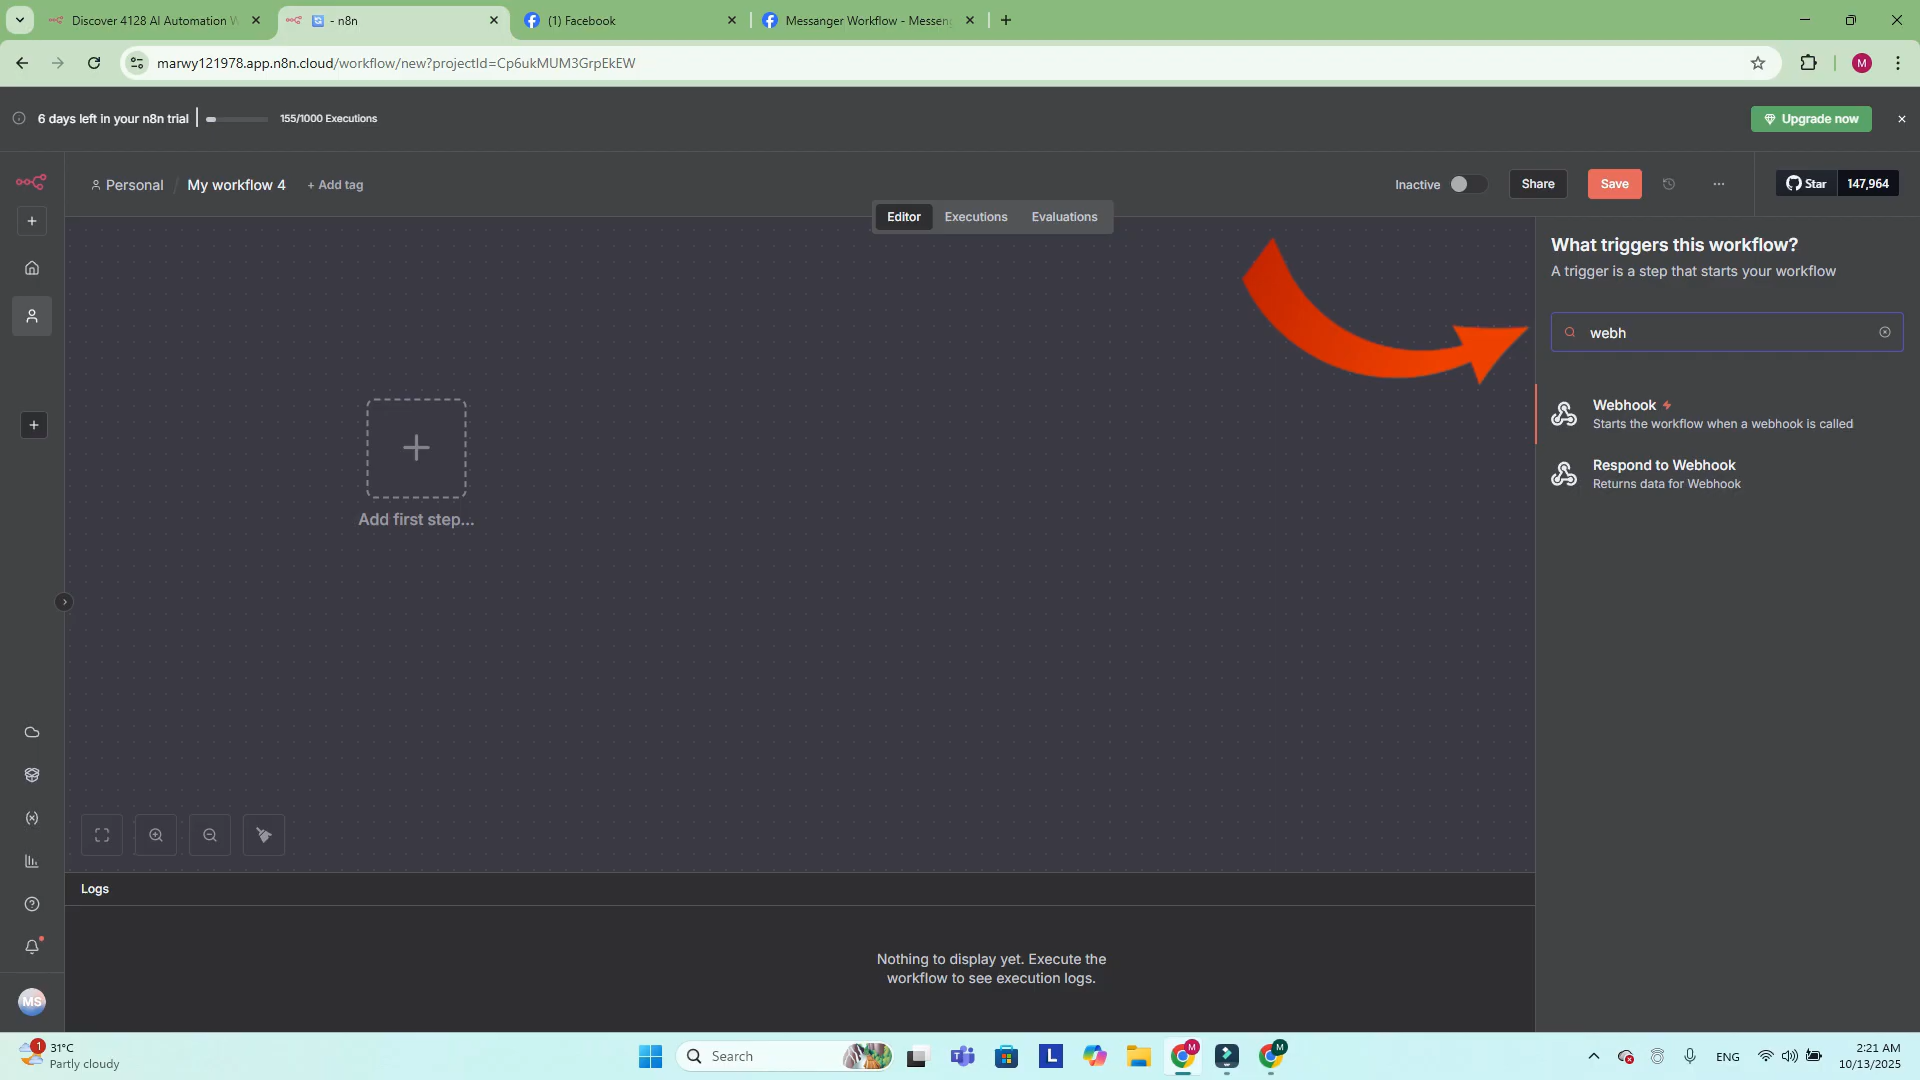 Discover 4128 AI Automation W
- n8n
(1) Facebook
Messanger Workflow - Messen
marwy121978.app.n8n.cloud/workflow/new?projectId=Cp6ukMUM3GrpEkEW
M
6 days left in your n8n trial
155/1000 Executions
Upgrade now
Personal / My workflow 4 + Add tag
Inactive
Share
Save
...
Star 147,964
Editor Executions Evaluations
What triggers this workflow?
A trigger is a step that starts your workflow
webh
Webhook
Starts the workflow when a webhook is called
Respond to Webhook
Returns data for Webhook
Add first step...
Logs
Nothing to display yet. Execute the
workflow to see execution logs.
MS
1
31°C
Partly cloudy
Search
L
M
M
ENG
2:21 AM
10/13/2025